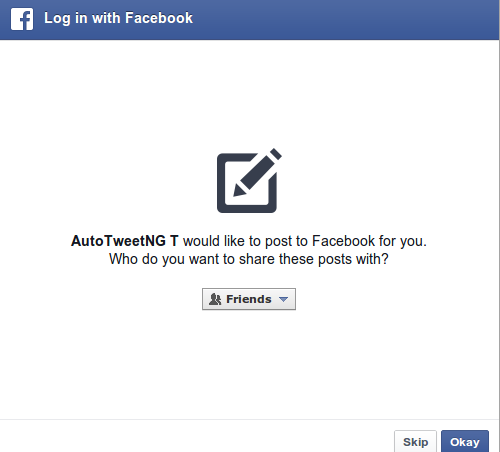 Log in with Facebook
AutoTweetNG T would like to post to Facebook for you.
Who do you want to share these posts with?
Friends
Skip Okay